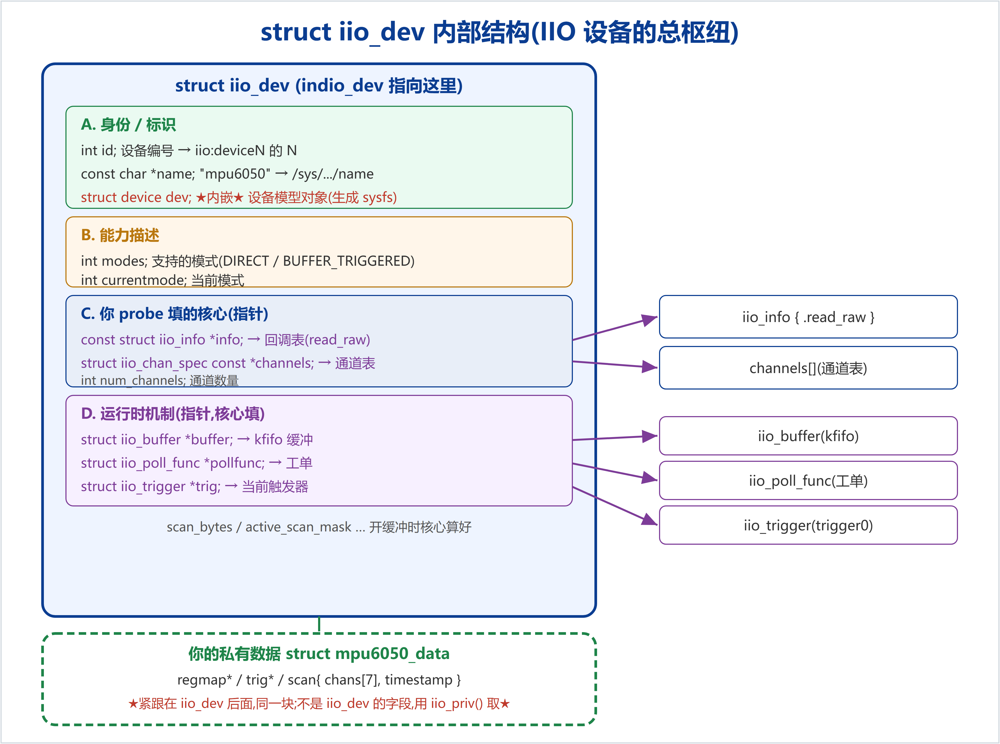 struct iio_dev 内部结构(IIO 设备的总枢纽)
struct iio_dev (indio_dev 指向这里)
A. 身份 / 标识
int id; 设备编号 → iio:deviceN 的 N
const char *name; "mpu6050" → /sys/.../name
struct device dev; ★内嵌★ 设备模型对象(生成 sysfs)
B. 能力描述
int modes; 支持的模式(DIRECT / BUFFER_TRIGGERED)
int currentmode; 当前模式
C. 你 probe 填的核心(指针)
const struct iio_info *info; → 回调表(read_raw)
struct iio_chan_spec const *channels; → 通道表
int num_channels; 通道数量
iio_info { .read_raw }
channels[](通道表)
D. 运行时机制(指针,核心填)
struct iio_buffer *buffer; → kfifo 缓冲
struct iio_poll_func *pollfunc; → 工单
struct iio_trigger *trig; → 当前触发器
iio_buffer(kfifo)
iio_poll_func(工单)
iio_trigger(trigger0)
scan_bytes / active_scan_mask ... 开缓冲时核心算好
你的私有数据 struct mpu6050_data
regmap* / trig* / scan{ chans[7], timestamp }
★紧跟在 iio_dev 后面,同一块;不是 iio_dev 的字段,用 iio_priv() 取★